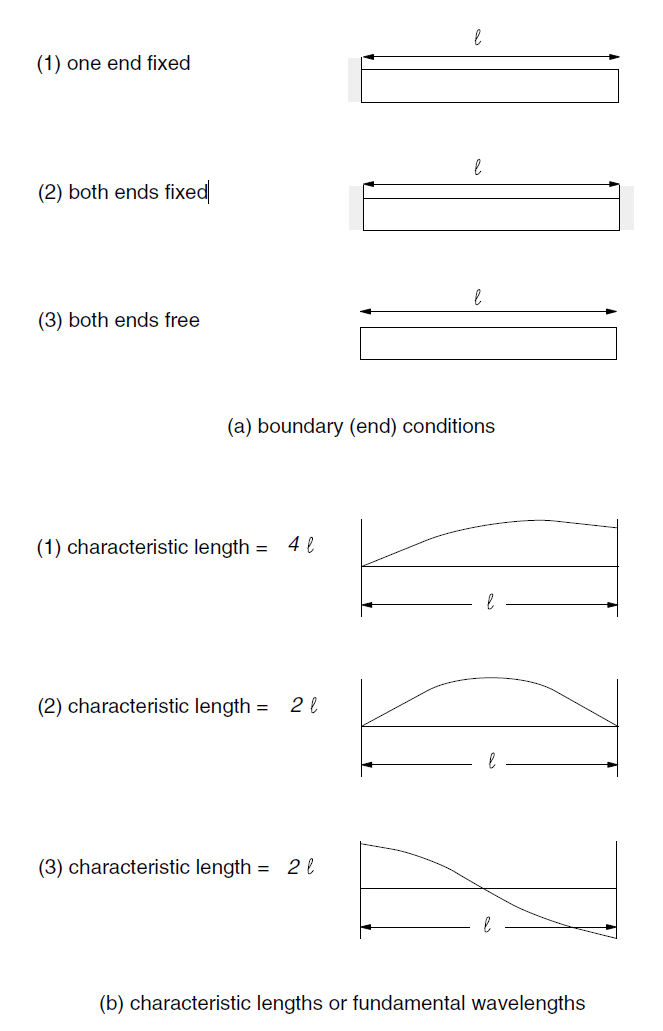 ℓ
(1) one end fixed
ℓ
(2) both ends fixed
ℓ
(3) both ends free
(a) boundary (end) conditions
(1) characteristic length = 4 ℓ
ℓ
(2) characteristic length = 2 ℓ
ℓ
(3) characteristic length = 2 ℓ
ℓ
(b) characteristic lengths or fundamental wavelengths